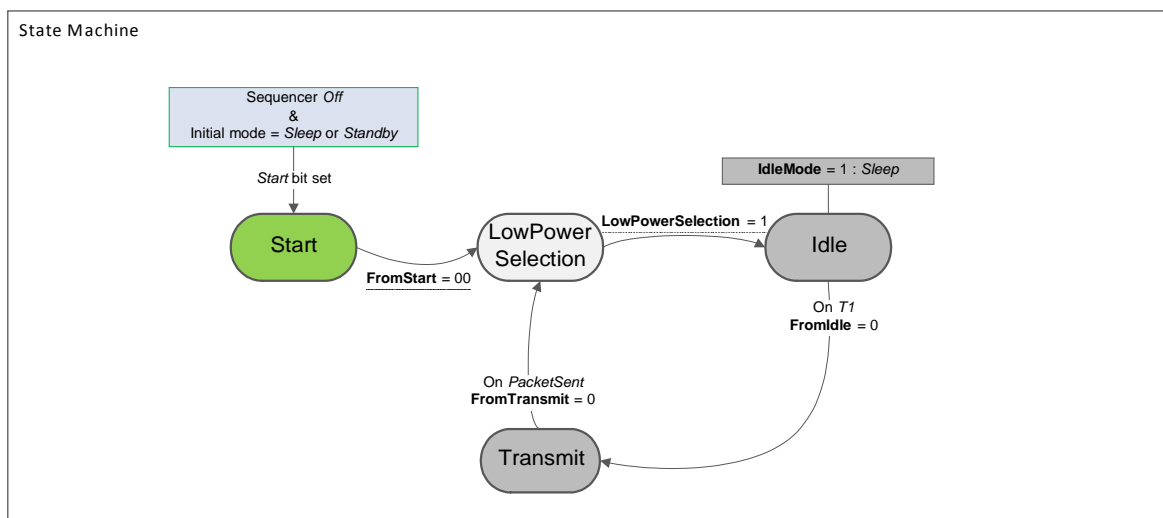 State Machine
Sequencer Off
&
Initial mode = Sleep or Standby
Start bit set
IdleMode = 1 : Sleep
Start
FromStart = 00
LowPower
Selection
LowPowerSelection = 1
Idle
On T1
FromIdle = 0
On PacketSent
FromTransmit = 0
Transmit